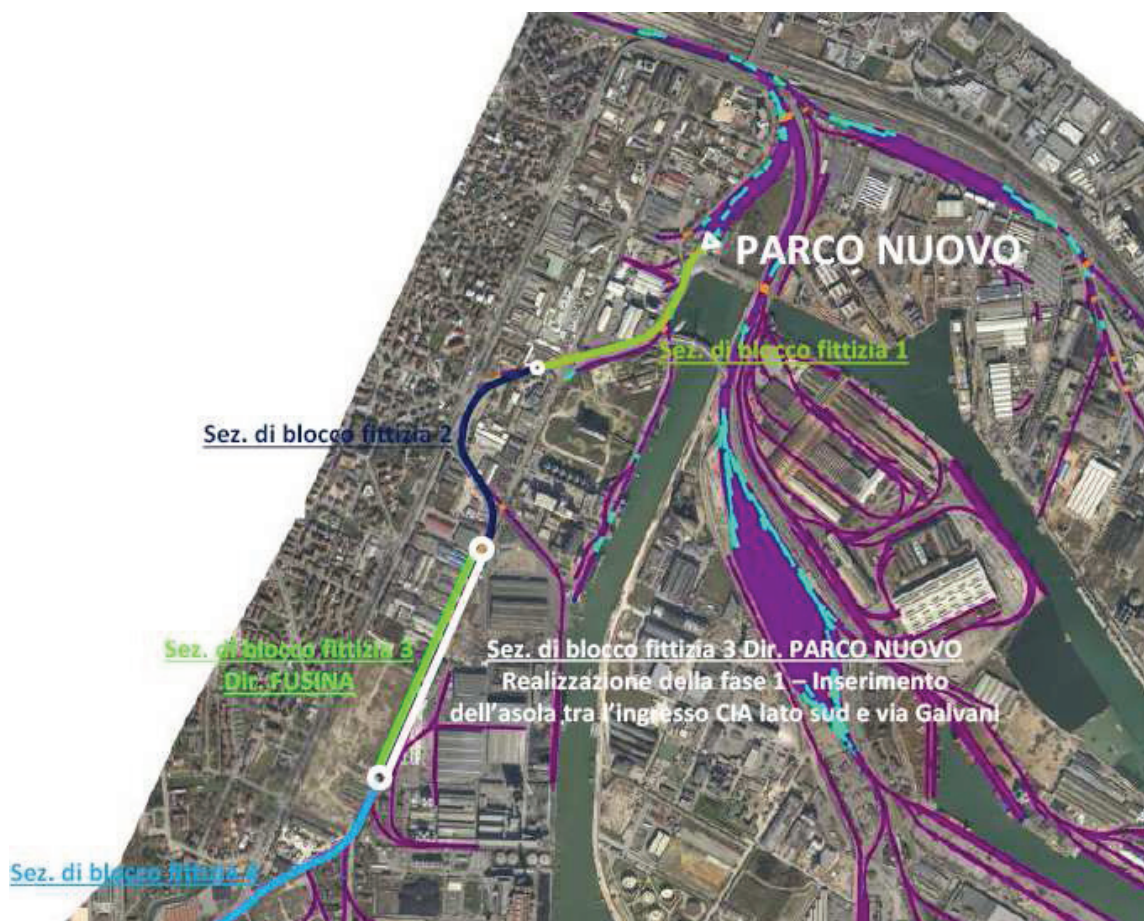 PARCO NUOVO
Sez. di blocco fittizia 1
Sez. di blocco fittizia 2
Sez. di blocco fittizia 3
Dir. FUSINA
Sez. di blocco fittizia 3 Dir. PARCO NUOVO
Realizzazione della fase 1 – Inserimento
dell'asola tra l'ingresso CIA lato sud e via Galvani
Sez. di blocco fittizia 4